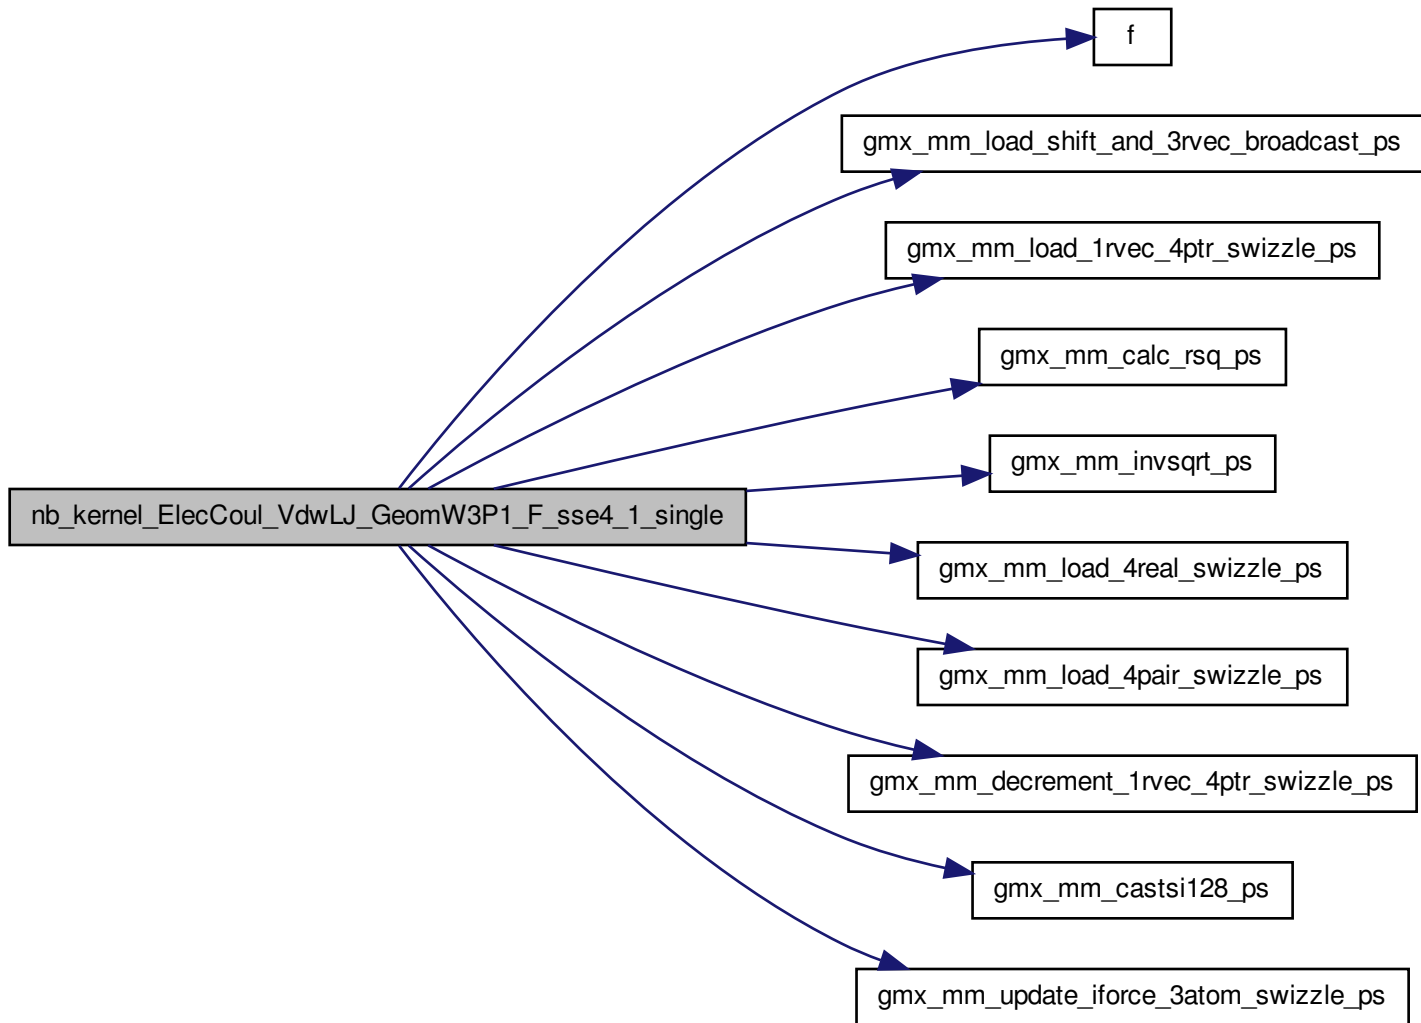 f
gmx_mm_load_shift_and_3rvec_broadcast_ps
gmx_mm_load_1rvec_4ptr_swizzle_ps
gmx_mm_calc_rsq_ps
gmx_mm_invsqrt_ps
nb_kernel_ElecCoul_VdwLJ_GeomW3P1_F_sse4_1_single
gmx_mm_load_4real_swizzle_ps
gmx_mm_load_4pair_swizzle_ps
gmx_mm_decrement_1rvec_4ptr_swizzle_ps
gmx_mm_castsi128_ps
gmx_mm_update_iforce_3atom_swizzle_ps